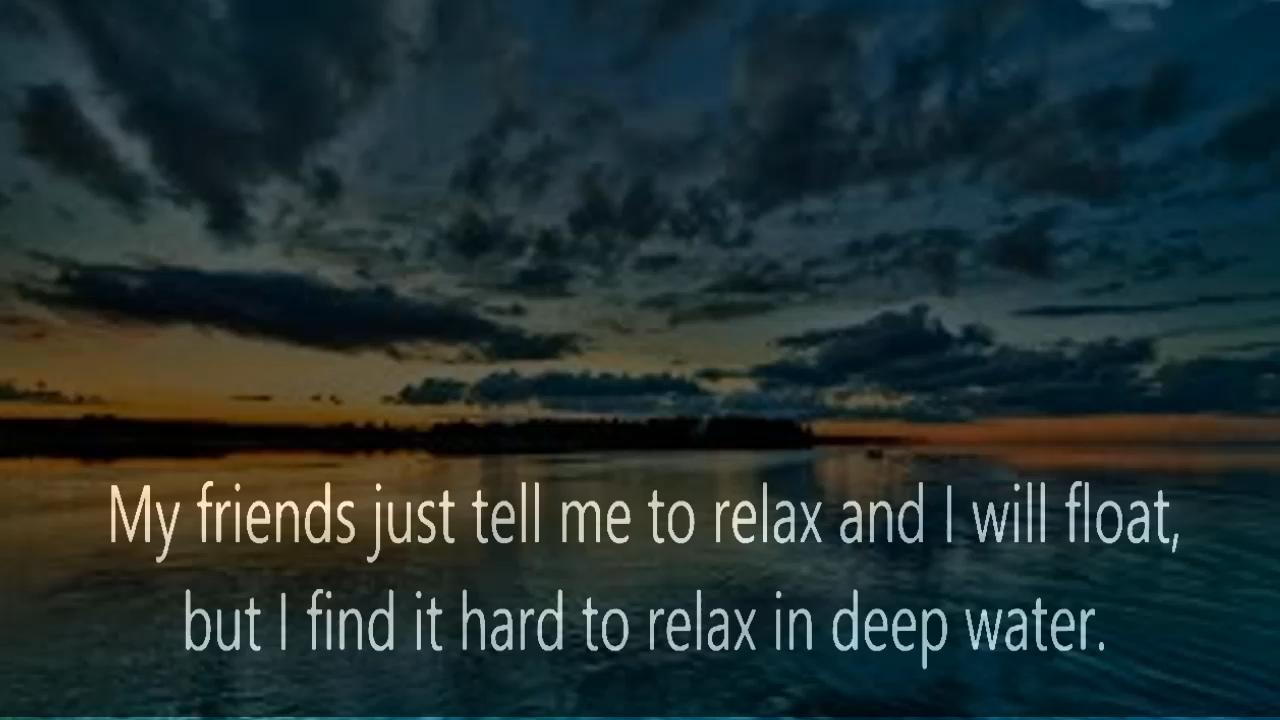 My friends just tell me to relax and I will float,
but I find it hard to relax in deep water.